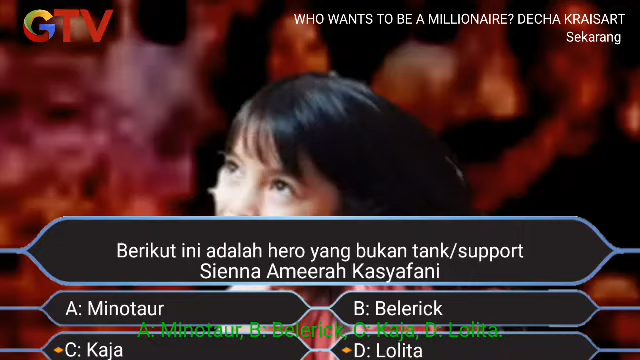 GTV
WHO WANTS TO BE A MILLIONAIRE? DECHA KRAISART
Sekarang
Berikut ini adalah hero yang bukan tank/support
Sienna Ameerah Kasyafani
A: Minotaur
B: Belerick
A: Minotaur, B: Belerick, C: Kaja, D: Lolita.
C: Kaja
D: Lolita